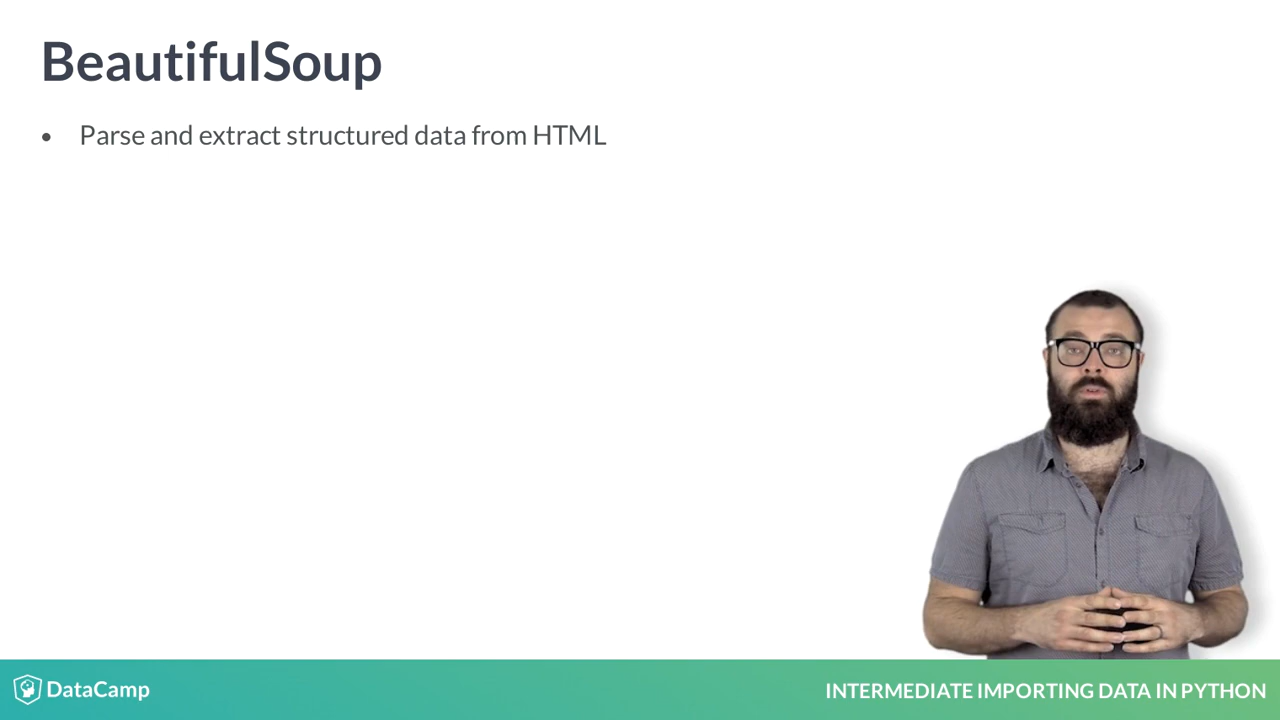 BeautifulSoup
• Parse and extract structured data from HTML
DataCamp
INTERMEDIATE IMPORTING DATA IN PYTHON